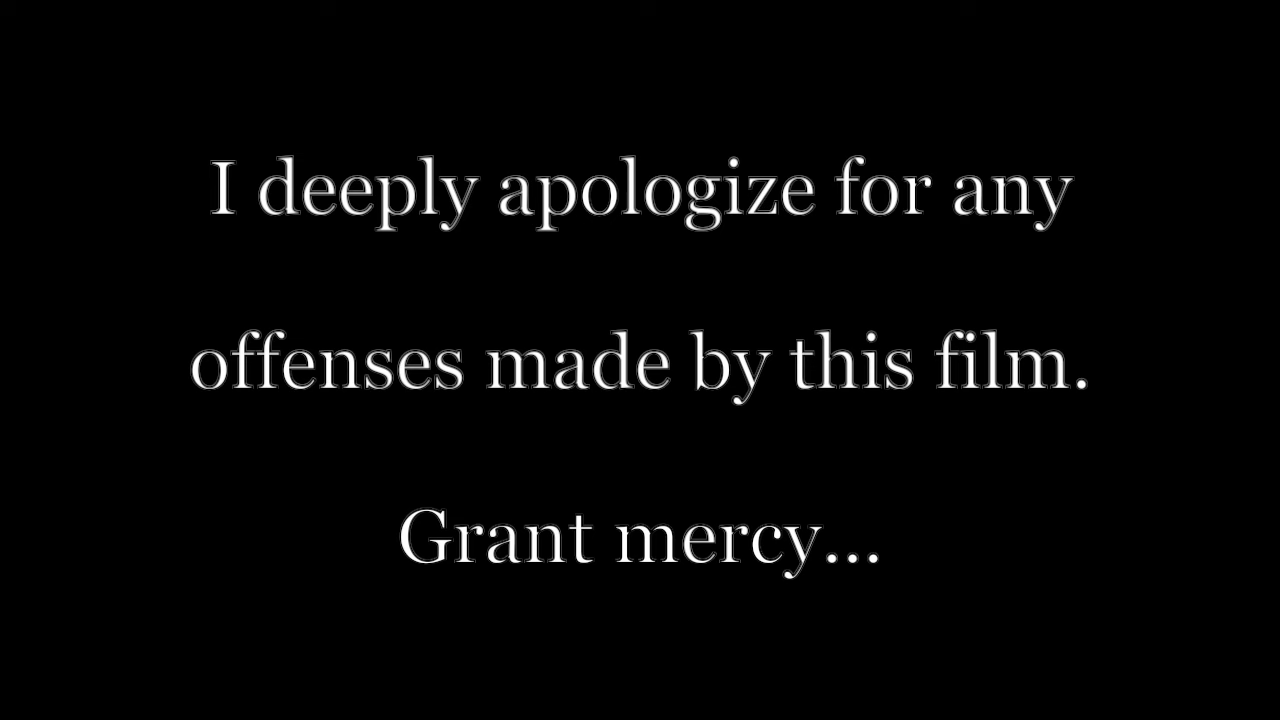 I deeply apologize for any
offenses made by this film.
Grant mercy...